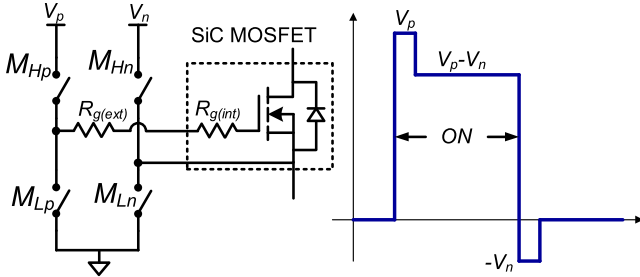 Vp
Vn
SiC MOSFET
MHp
MHn
Rg(ext)
Rg(int)
MLp
MLn
Vp
Vp-Vn
ON
-Vn